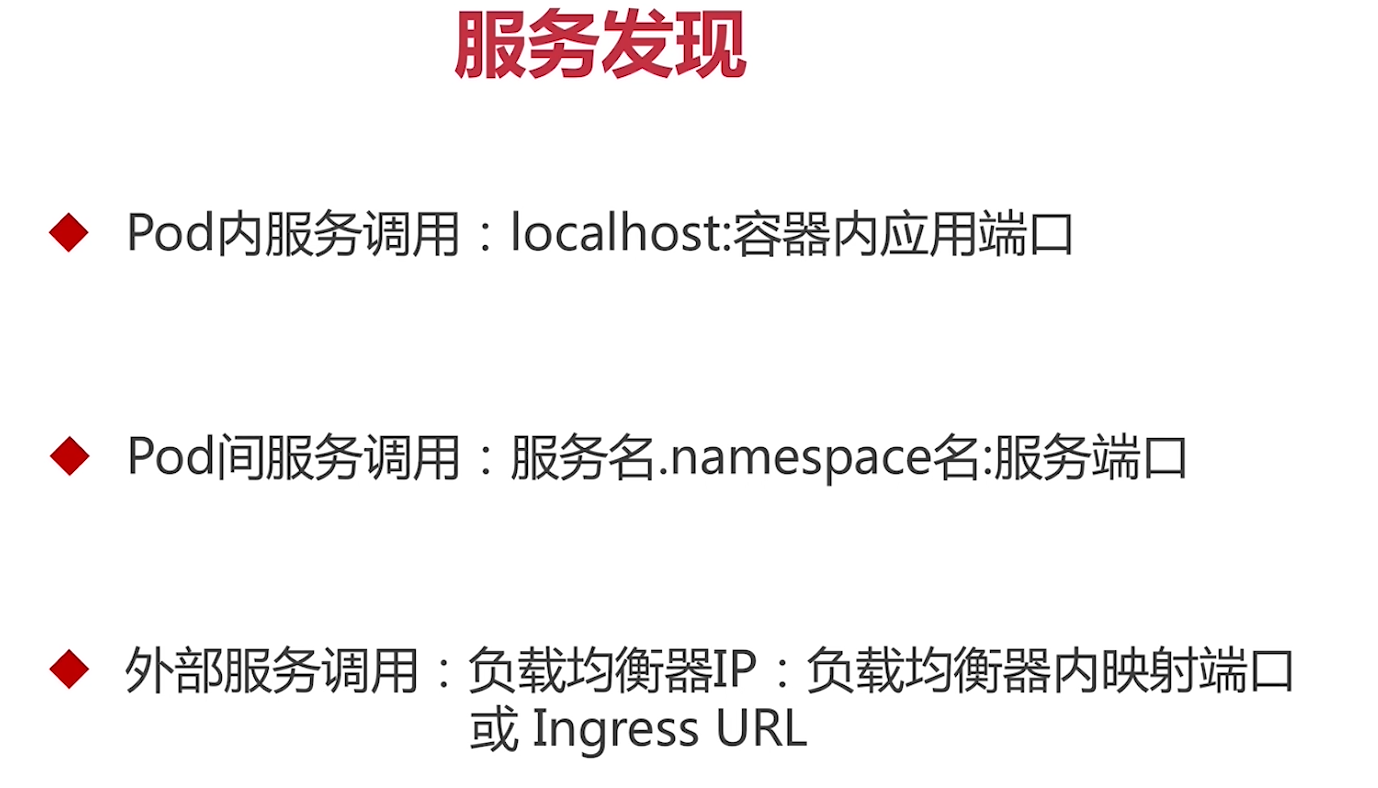 服务发现
Pod内服务调用：localhost:容器内应用端口
Pod间服务调用：服务名.namespace名:服务端口
外部服务调用：负载均衡器IP：负载均衡器内映射端口
或 Ingress URL